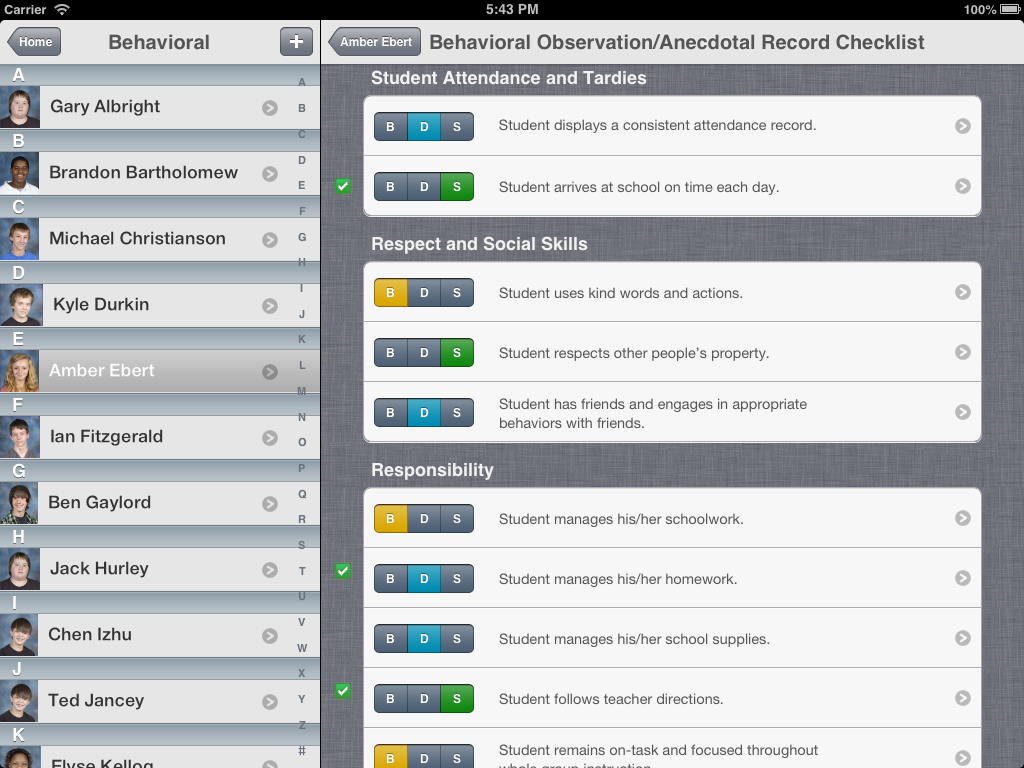 Carrier
5:43 PM
100%
Home
Behavioral
+
A
Gary Albright
B
Brandon Bartholomew
C
Michael Christianson
D
Kyle Durkin
E
Amber Ebert
F
Ian Fitzgerald
G
Ben Gaylord
H
Jack Hurley
I
Chen Izhu
J
Ted Jancey
K
Elyse Kellog
A
B
C
D
E
F
G
H
I
J
K
L
M
N
O
P
Q
R
S
T
U
V
W
X
Y
Z
#
Amber Ebert
Behavioral Observation/Anecdotal Record Checklist
Student Attendance and Tardies
B D S Student displays a consistent attendance record.
B D S Student arrives at school on time each day.
Respect and Social Skills
B D S Student uses kind words and actions.
B D S Student respects other people’s property.
B D S Student has friends and engages in appropriate
behaviors with friends.
Responsibility
B D S Student manages his/her schoolwork.
B D S Student manages his/her homework.
B D S Student manages his/her school supplies.
B D S Student follows teacher directions.
B D S Student remains on-task and focused throughout
whole group instruction.